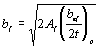 b_f = √(2A_f (b_ef / 2t)_o)